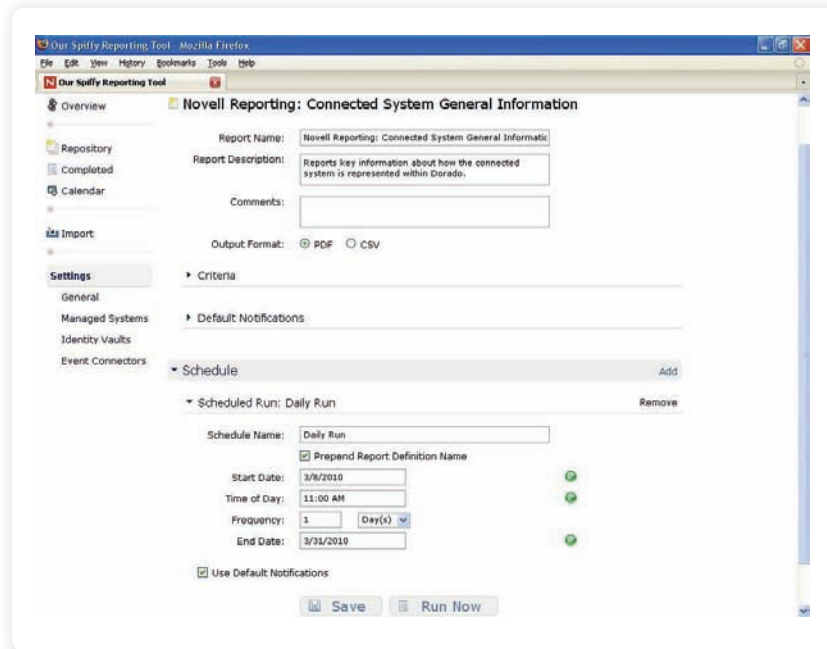 Our Spiffy Reporting Tool - Mozilla Firefox
File Edit View History Bookmarks Tools Help
Our Spiffy Reporting Tool
Overview
Repository
Completed
Calendar
Import
Settings
General
Managed Systems
Identity Vaults
Event Connectors
Novell Reporting: Connected System General Information
Report Name: Novell Reporting: Connected System General Informatic
Report Description: Reports key information about how the connected
system is represented within Dorado.
Comments:
Output Format: PDF CSV
Criteria
Default Notifications
Schedule Add
Scheduled Run: Daily Run Remove
Schedule Name: Daily Run
Prepend Report Definition Name
Start Date: 3/8/2010
Time of Day: 11:00 AM
Frequency: 1 Day(s)
End Date: 3/31/2010
Use Default Notifications
Save Run Now